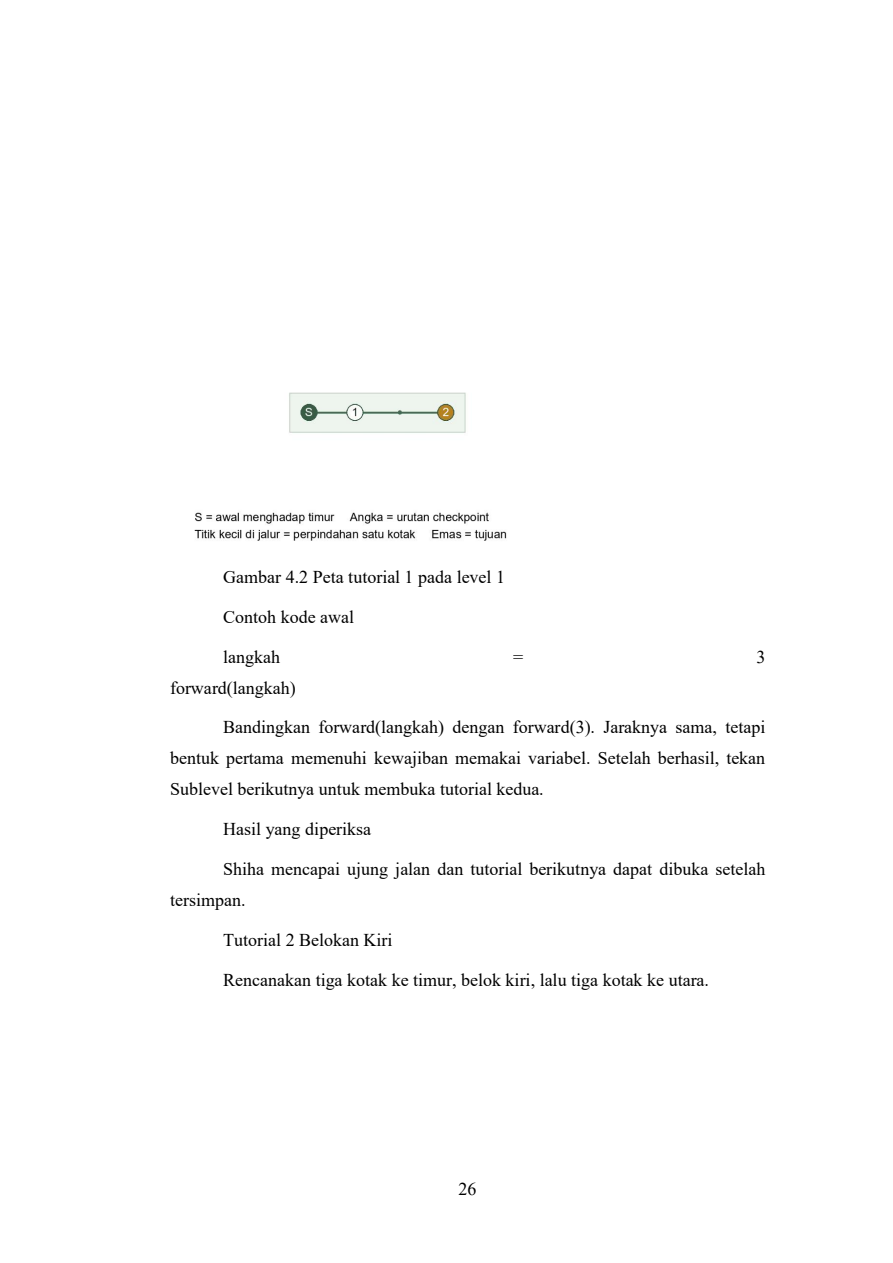 S 1 2
S = awal menghadap timur Angka = urutan checkpoint
Titik kecil di jalur = perpindahan satu kotak Emas = tujuan
Gambar 4.2 Peta tutorial 1 pada level 1
Contoh kode awal
langkah = 3
forward(langkah)
Bandingkan forward(langkah) dengan forward(3). Jaraknya sama, tetapi
bentuk pertama memenuhi kewajiban memakai variabel. Setelah berhasil, tekan
Sublevel berikutnya untuk membuka tutorial kedua.
Hasil yang diperiksa
Shiha mencapai ujung jalan dan tutorial berikutnya dapat dibuka setelah
tersimpan.
Tutorial 2 Belokan Kiri
Rencanakan tiga kotak ke timur, belok kiri, lalu tiga kotak ke utara.
26